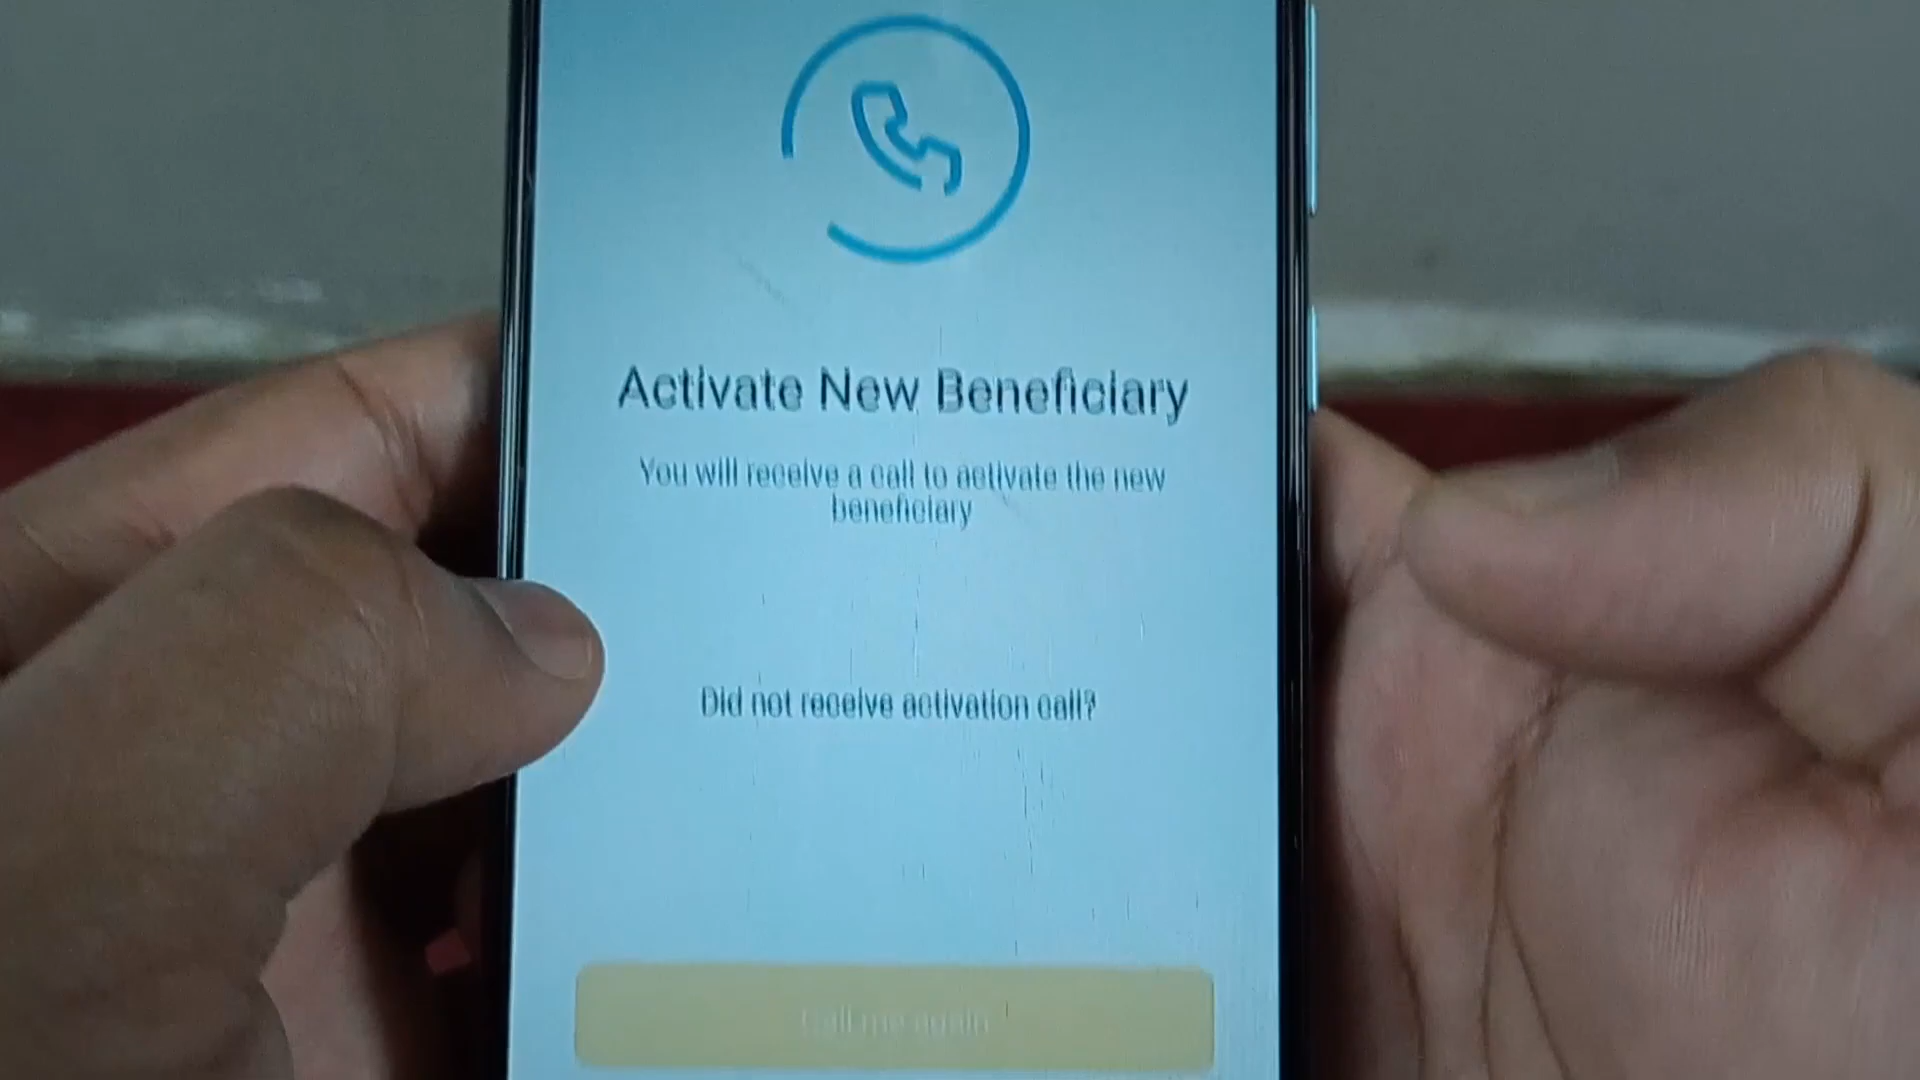 Activate New Beneficiary
You will receive a call to activate the new
beneficiary
Did not receive activation call?
Call me again